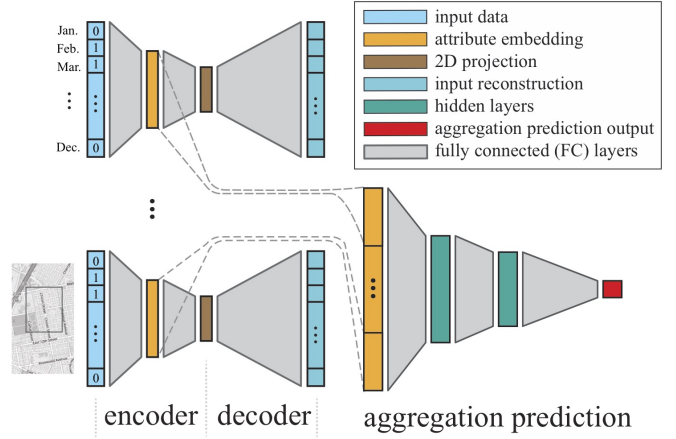 Jan.
0
Feb.
1
Mar.
1
...
...
Dec.
0
input data
attribute embedding
2D projection
input reconstruction
hidden layers
aggregation prediction output
fully connected (FC) layers
0
1
1
0
encoder
decoder
aggregation prediction